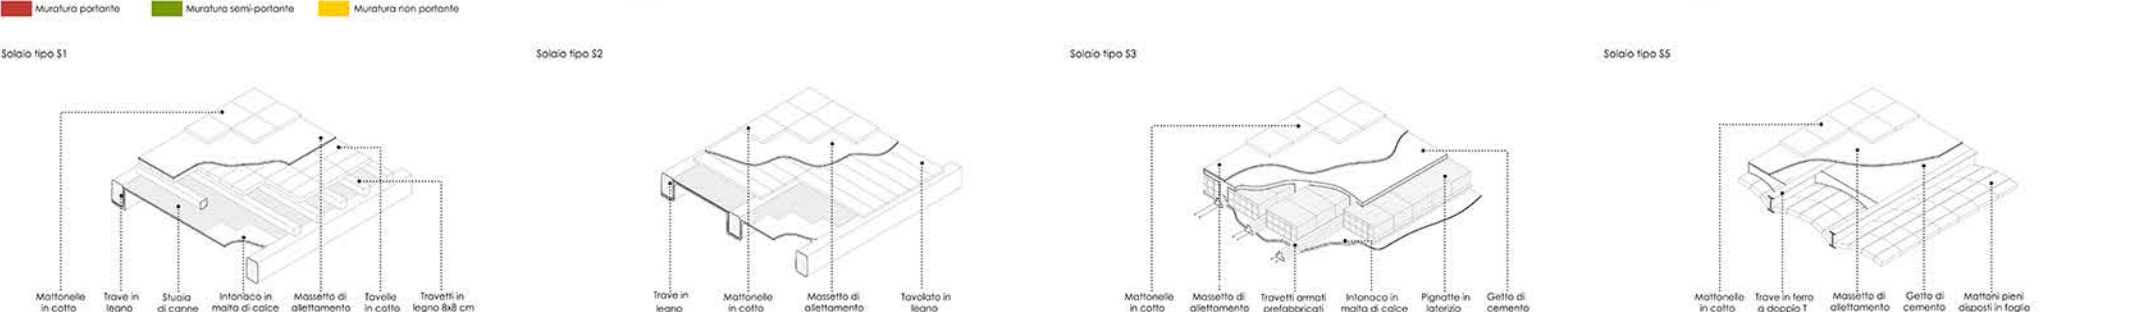 Muratura portante
Muratura semi-portante
Muratura non portante
Solaio tipo S1
Solaio tipo S2
Solaio tipo S3
Solaio tipo S5
Mattonelle
in cotto
Trave in
legno
Stuoia
di canne
Intonaco in
malta di calce
Massetto di
allettamento
Tavelle
in cotto
Travetti in
legno 8x8 cm
Trave in
legno
Mattonelle
in cotto
Massetto di
allettamento
Tavolato in
legno
Mattonelle
in cotto
Massetto di
allettamento
Travetti armati
prefabbricati
Intonaco in
malta di calce
Pignatte in
laterizio
Getto di
cemento
Mattonelle
in cotto
Trave in ferro
a doppio T
Massetto di
allettamento
Getto di
cemento
Mattoni pieni
disposti in foglio